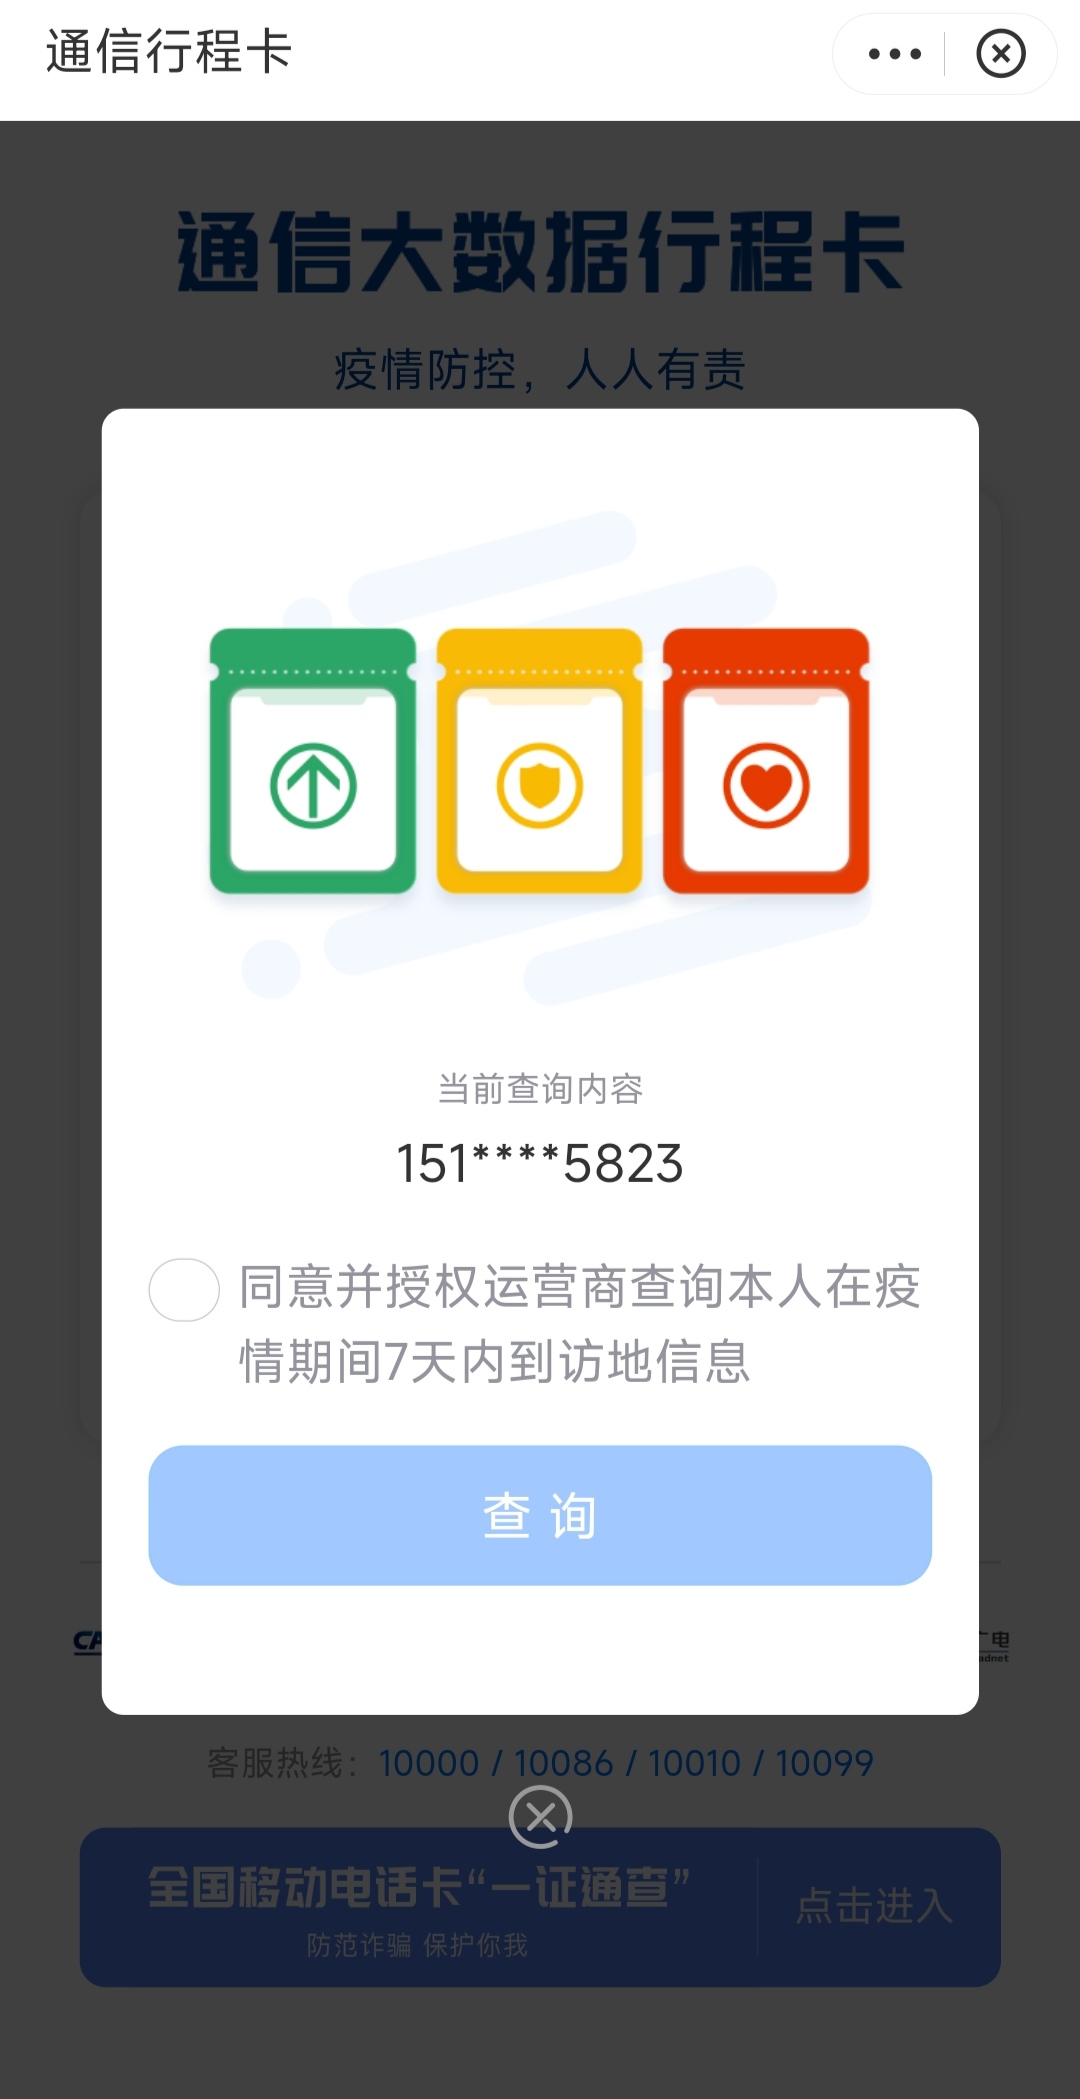 通信行程卡
通信大数据行程卡
疫情防控，人人有责
当前查询内容
151****5823
同意并授权运营商查询本人在疫
情期间7天内到访地信息
查 询
CA
广电
adnet
客服热线：10000 / 10086 / 10010 / 10099
全国移动电话卡“一证通查”
防范诈骗 保护你我
点击进入